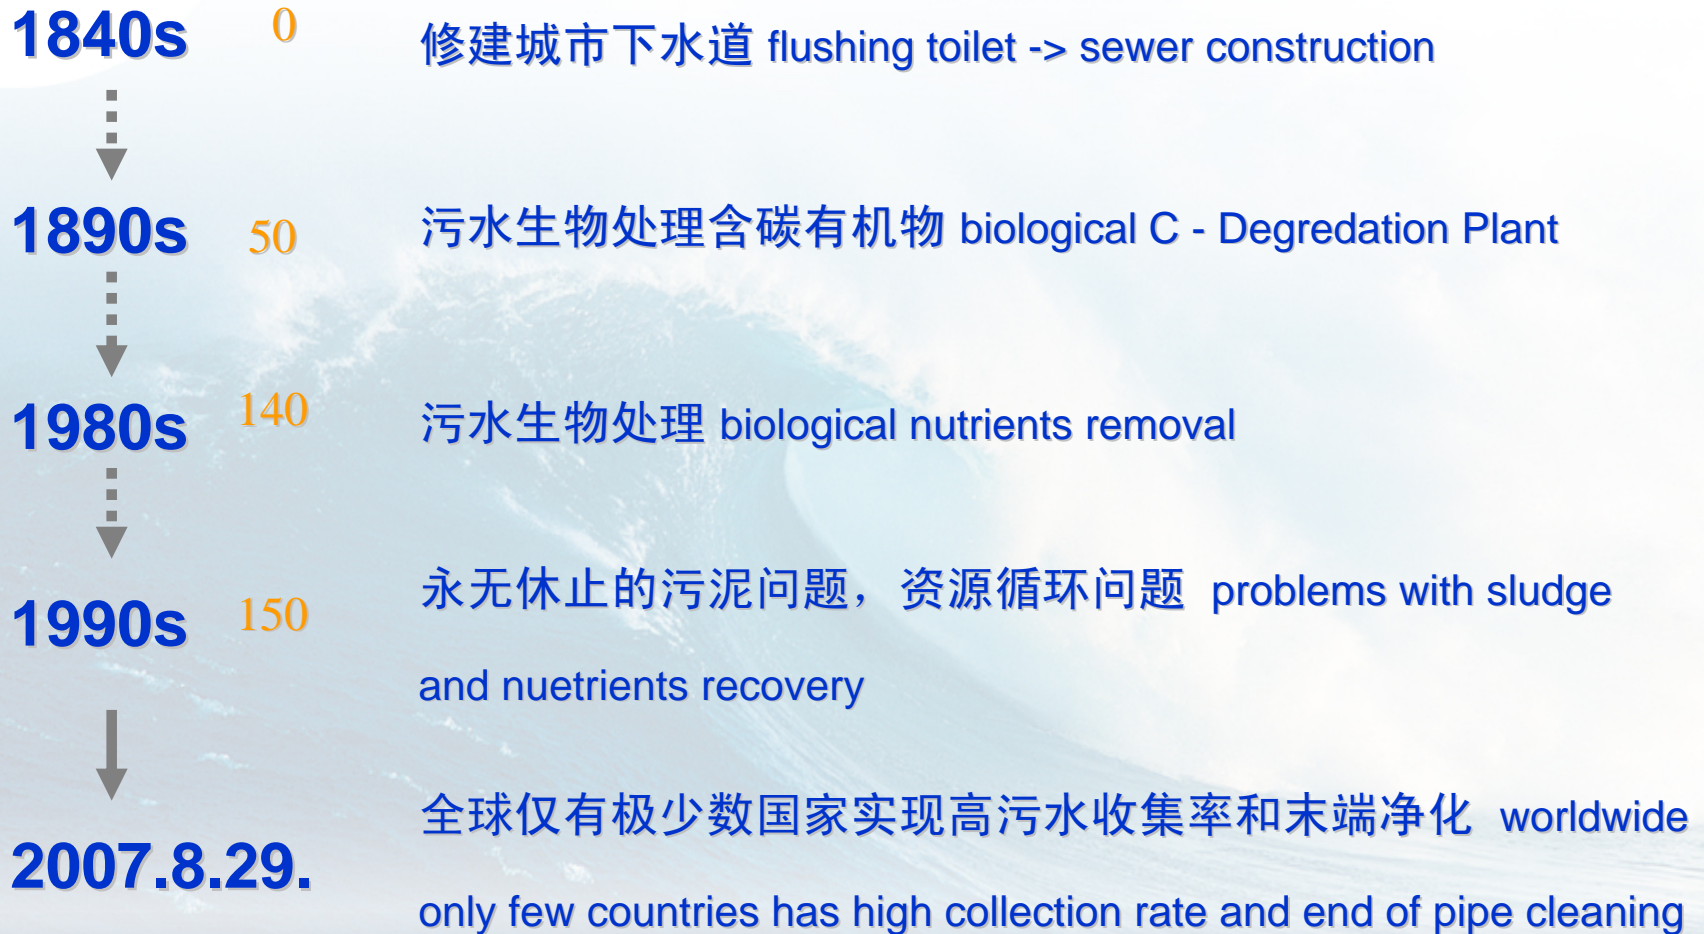 1840s 0 修建城市下水道 flushing toilet -> sewer construction
1890s 50 污水生物处理含碳有机物 biological C - Degredation Plant
1980s 140 污水生物处理 biological nutrients removal
1990s 150 永无休止的污泥问题，资源循环问题 problems with sludge
and nuetrients recovery
2007.8.29. 全球仅有极少数国家实现高污水收集率和末端净化 worldwide
only few countries has high collection rate and end of pipe cleaning